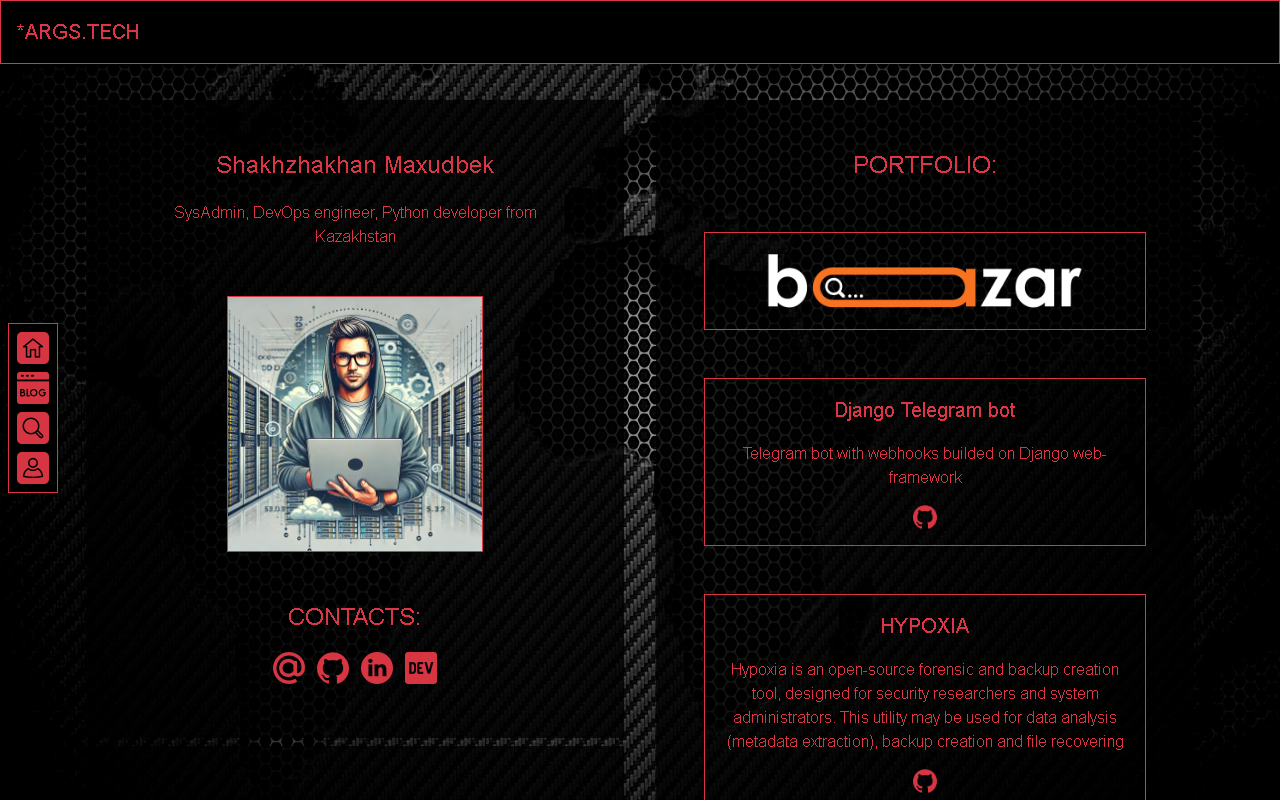 *ARGS.TECH
Shakhzhakhan Maxudbek
SysAdmin, DevOps engineer, Python developer from
Kazakhstan
BLOG
CONTACTS:
DEV
PORTFOLIO:
b ... azar
Django Telegram bot
Telegram bot with webhooks builded on Django web-
framework
HYPOXIA
Hypoxia is an open-source forensic and backup creation
tool, designed for security researchers and system
administrators. This utility may be used for data analysis
(metadata extraction), backup creation and file recovering